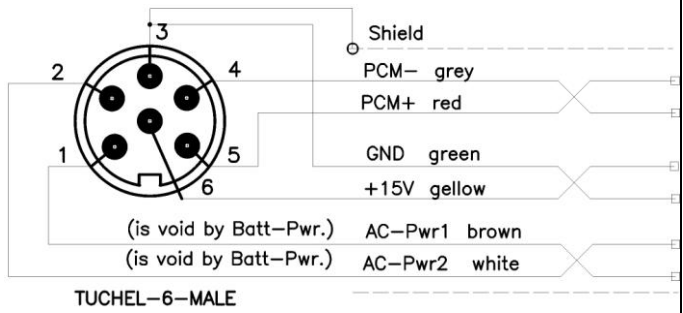 3
Shield
2
4
PCM- grey
PCM+ red
1
5
GND green
6
+15V gellow
(is void by Batt-Pwr.) AC-Pwr1 brown
(is void by Batt-Pwr.) AC-Pwr2 white
TUCHEL-6-MALE